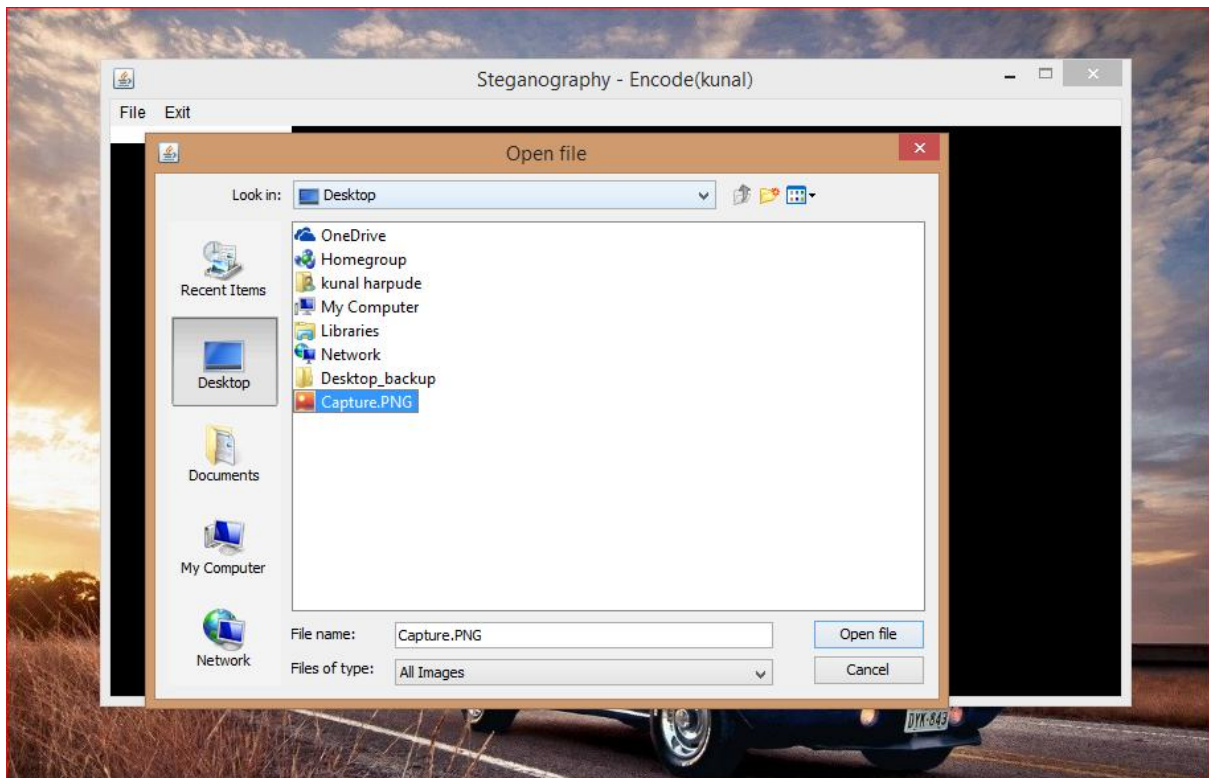 Steganography - Encode(kunal)
File Exit
Open file
Look in: Desktop
OneDrive
Homegroup
kunal harpude
My Computer
Libraries
Network
Desktop_backup
Capture.PNG
Recent Items
Desktop
Documents
My Computer
Network
File name: Capture.PNG Open file
Files of type: All Images Cancel
DYK-843